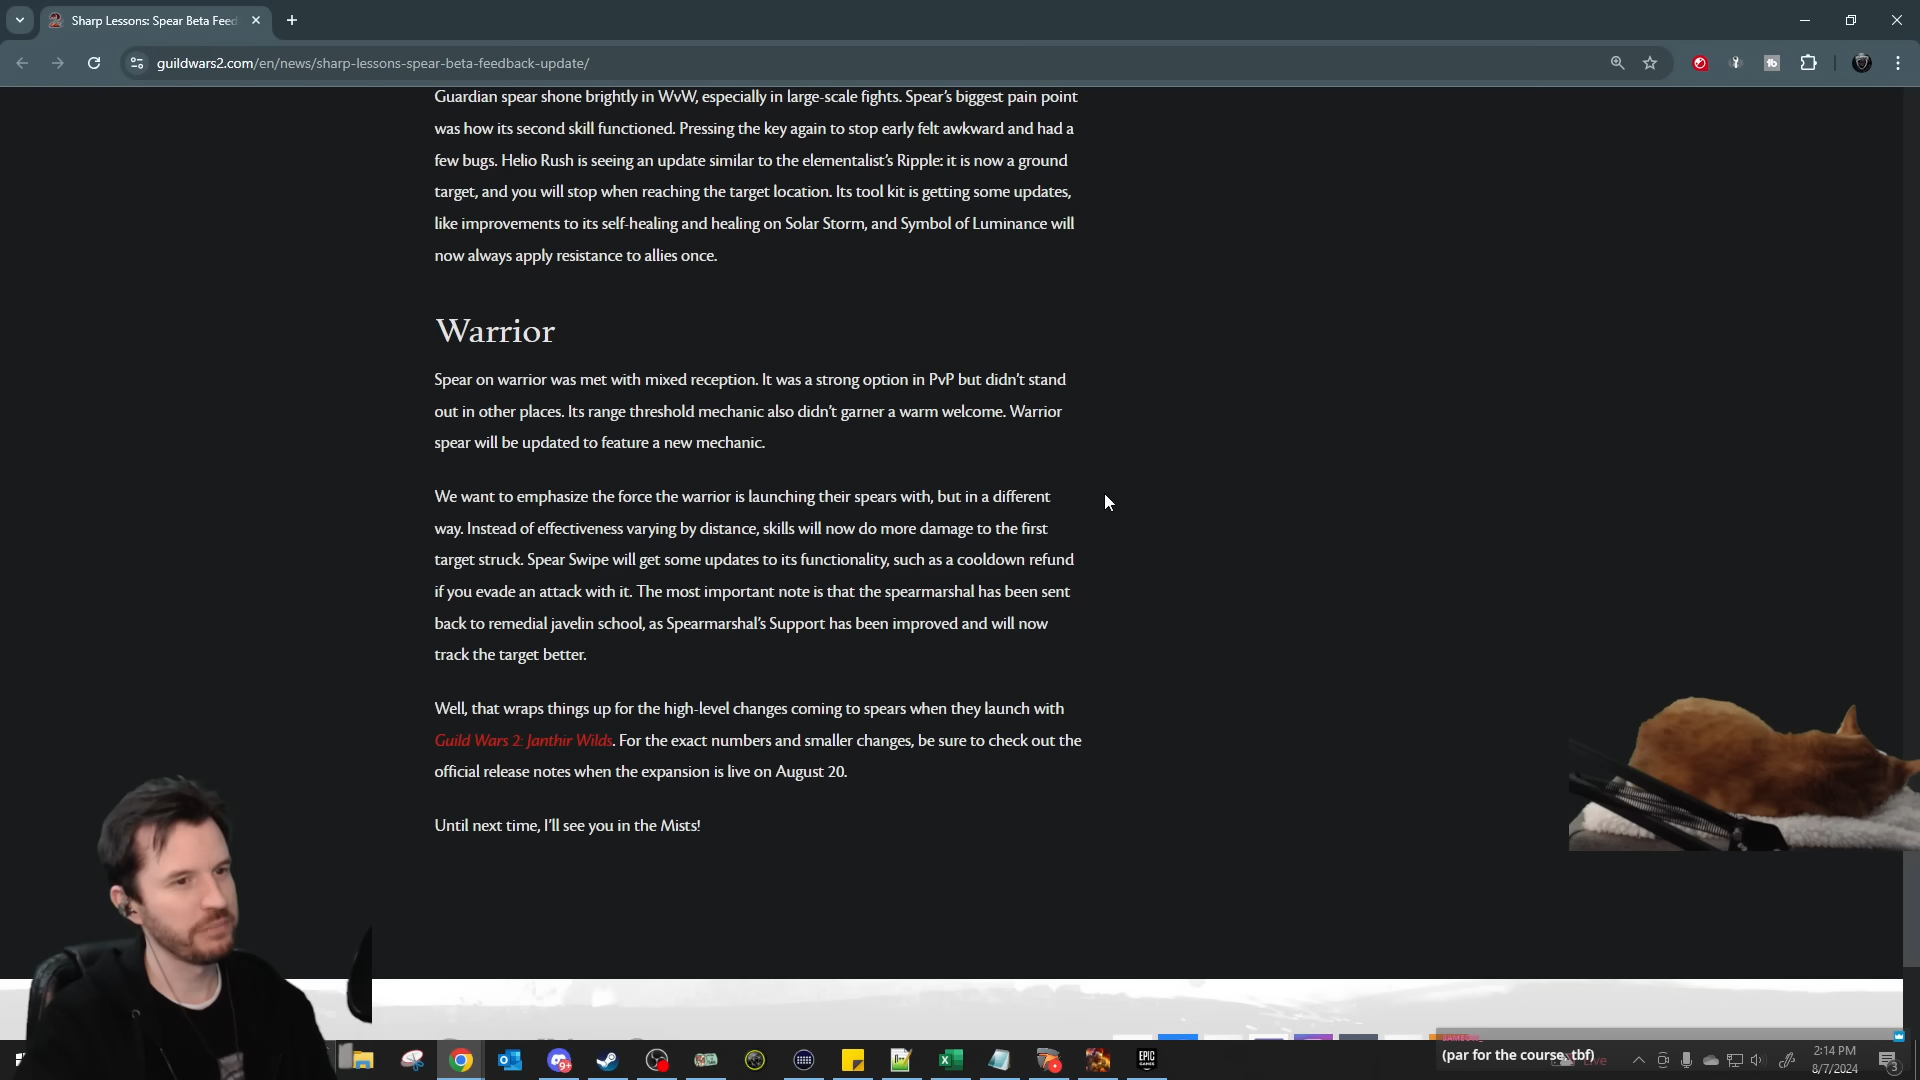 Sharp Lessons: Spear Beta Feed
guildwars2.com/en/news/sharp-lessons-spear-beta-feedback-update/
Guardian spear shone brightly in WvW, especially in large-scale fights. Spear's biggest pain point
was how its second skill functioned. Pressing the key again to stop early felt awkward and had a
few bugs. Helio Rush is seeing an update similar to the elementalist's Ripple: it is now a ground
target, and you will stop when reaching the target location. Its tool kit is getting some updates,
like improvements to its self-healing and healing on Solar Storm, and Symbol of Luminance will
now always apply resistance to allies once.
Warrior
Spear on warrior was met with mixed reception. It was a strong option in PvP but didn't stand
out in other places. Its range threshold mechanic also didn't garner a warm welcome. Warrior
spear will be updated to feature a new mechanic.
We want to emphasize the force the warrior is launching their spears with, but in a different
way. Instead of effectiveness varying by distance, skills will now do more damage to the first
target struck. Spear Swipe will get some updates to its functionality, such as a cooldown refund
if you evade an attack with it. The most important note is that the spearmarshal has been sent
back to remedial javelin school, as Spearmarshal's Support has been improved and will now
track the target better.
Well, that wraps things up for the high-level changes coming to spears when they launch with
Guild Wars 2: Janthir Wilds. For the exact numbers and smaller changes, be sure to check out the
official release notes when the expansion is live on August 20.
Until next time, I'll see you in the Mists!
(par for the course, tbf)
2:14 PM
8/7/2024
3
9+
EPIC
GAMES
tb